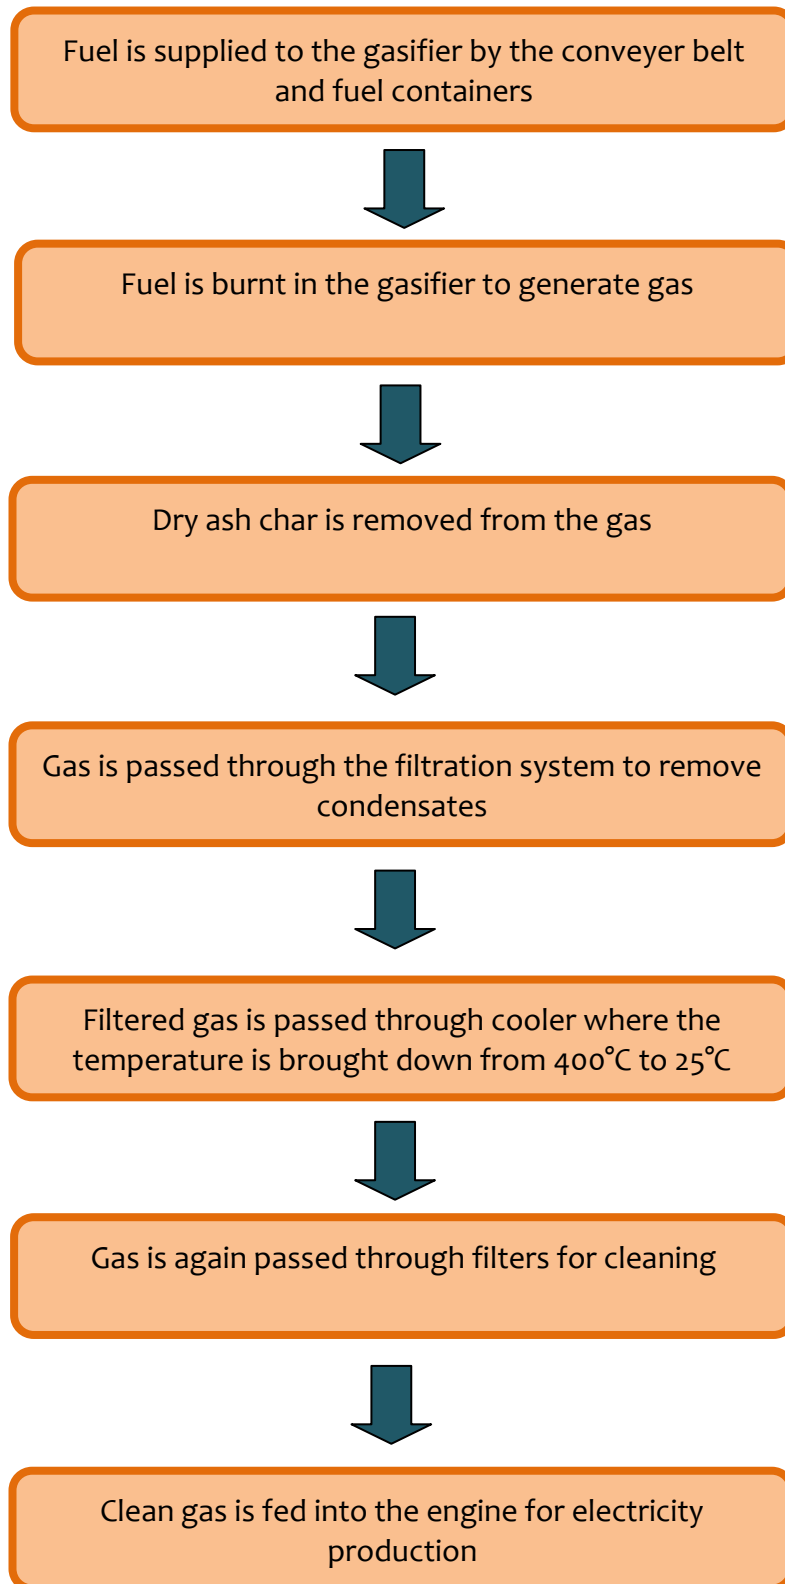 Fuel is supplied to the gasifier by the conveyer belt
and fuel containers
Fuel is burnt in the gasifier to generate gas
Dry ash char is removed from the gas
Gas is passed through the filtration system to remove
condensates
Filtered gas is passed through cooler where the
temperature is brought down from 400°C to 25°C
Gas is again passed through filters for cleaning
Clean gas is fed into the engine for electricity
production